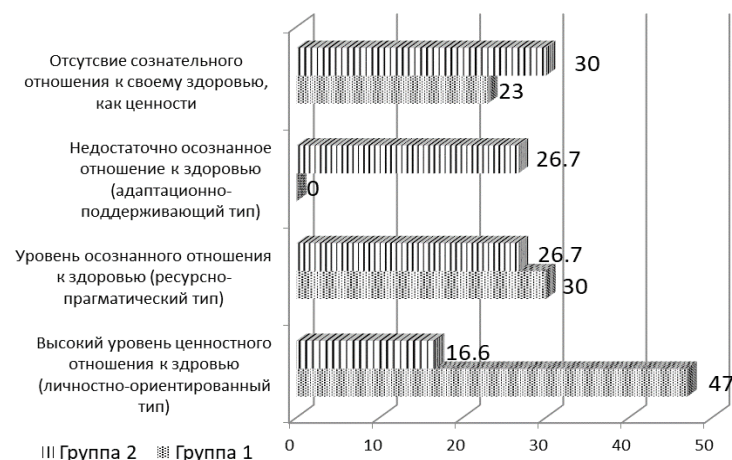 Отсутсвие сознательного
отношения к своему здоровью,
как ценности
30
23
Недостаточно осознанное
отношение к здоровью
(адаптационно-
поддерживающий тип)
26.7
0
Уровень осознанного отношения
к здоровью (ресурсно-
прагматический тип)
26.7
30
Высокий уровень ценностного
отношения к здровью
(личностно-ориентированный
тип)
16.6
47
0 10 20 30 40 50
Группа 2 Группа 1